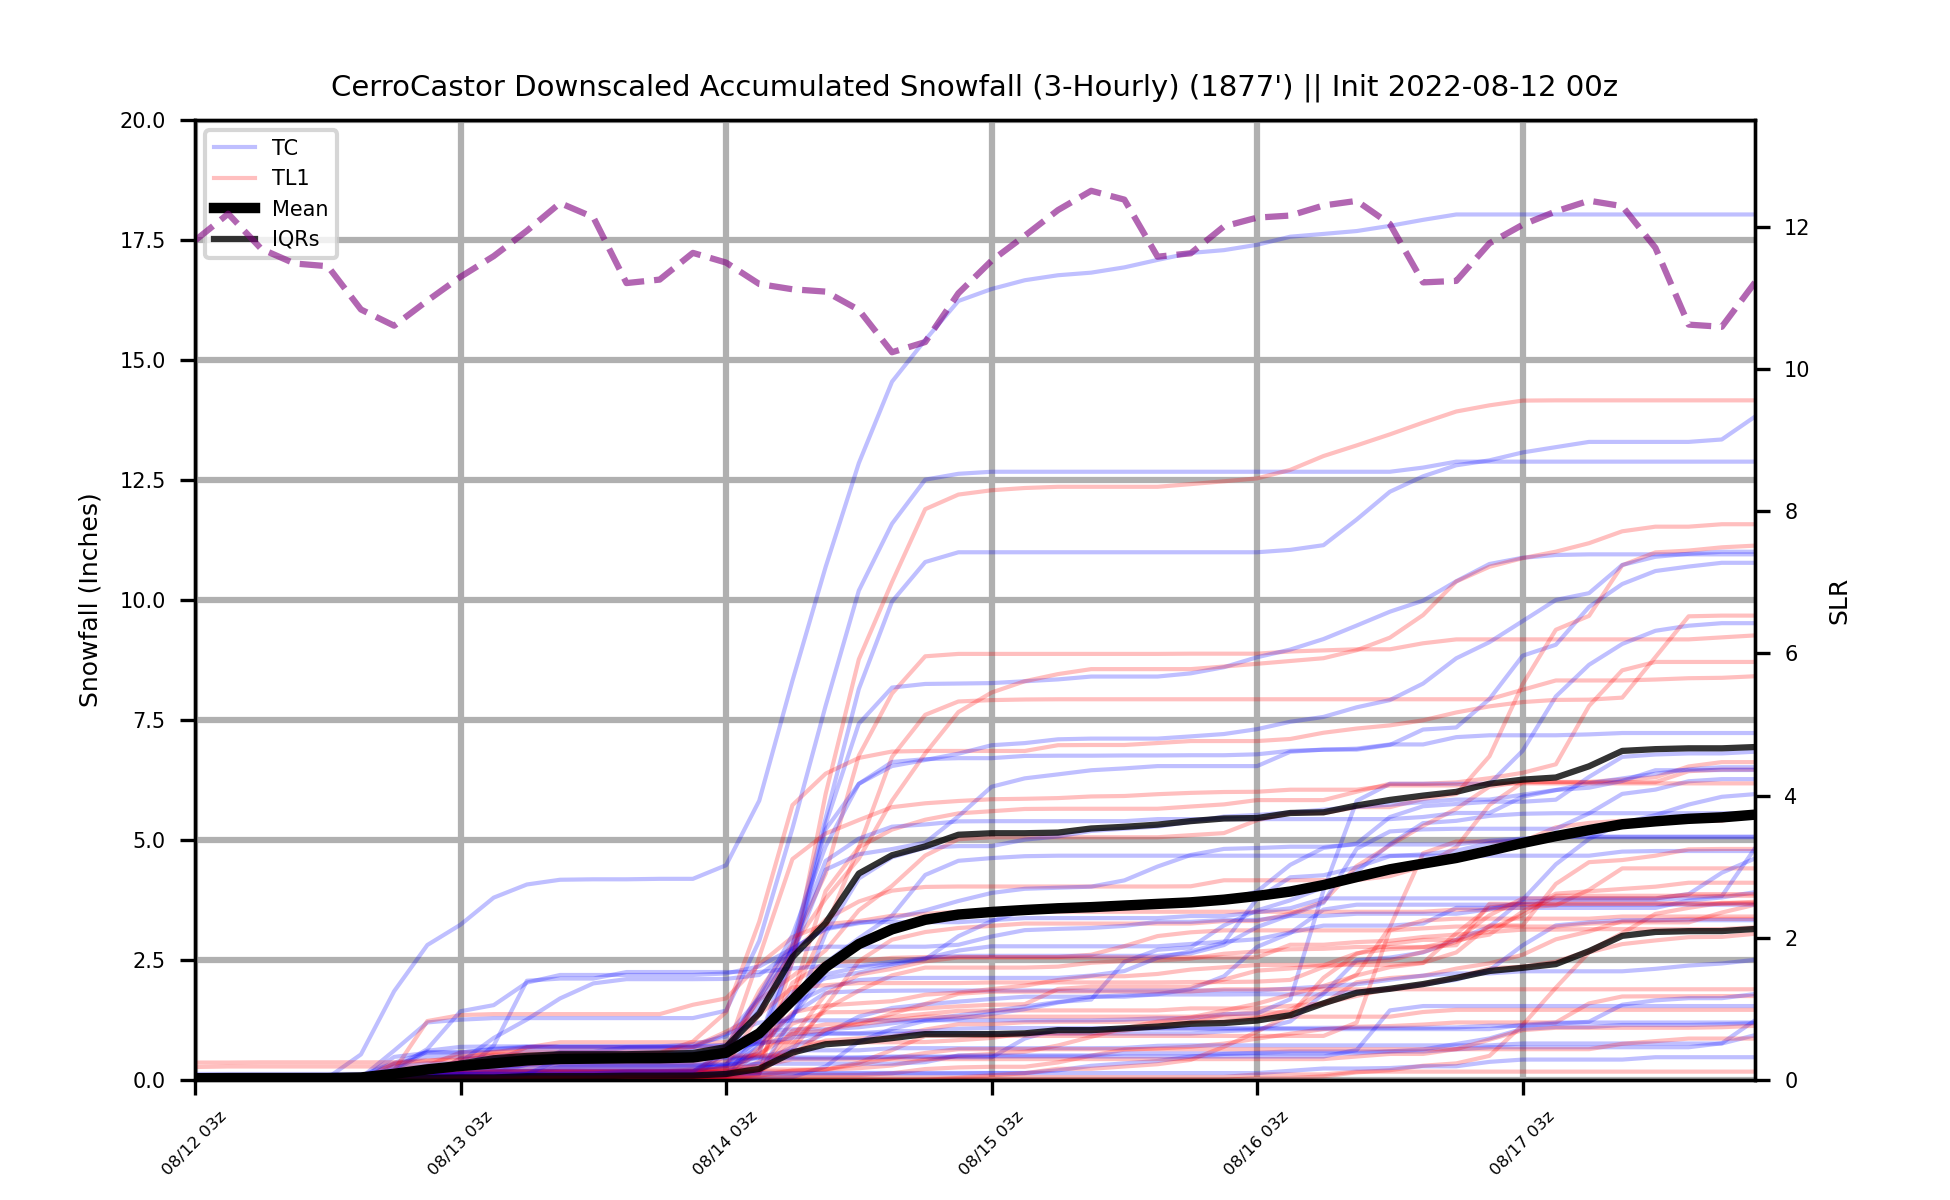 CerroCastor Downscaled Accumulated Snowfall (3-Hourly) (1877') || Init 2022-08-12 00z
20.0
17.5
15.0
12.5
10.0
7.5
5.0
2.5
0.0
Snowfall (Inches)
TC
TL1
Mean
IQRs
12
10
8
6
4
2
0
SLR
08/12 03z
08/13 03z
08/14 03z
08/15 03z
08/16 03z
08/17 03z